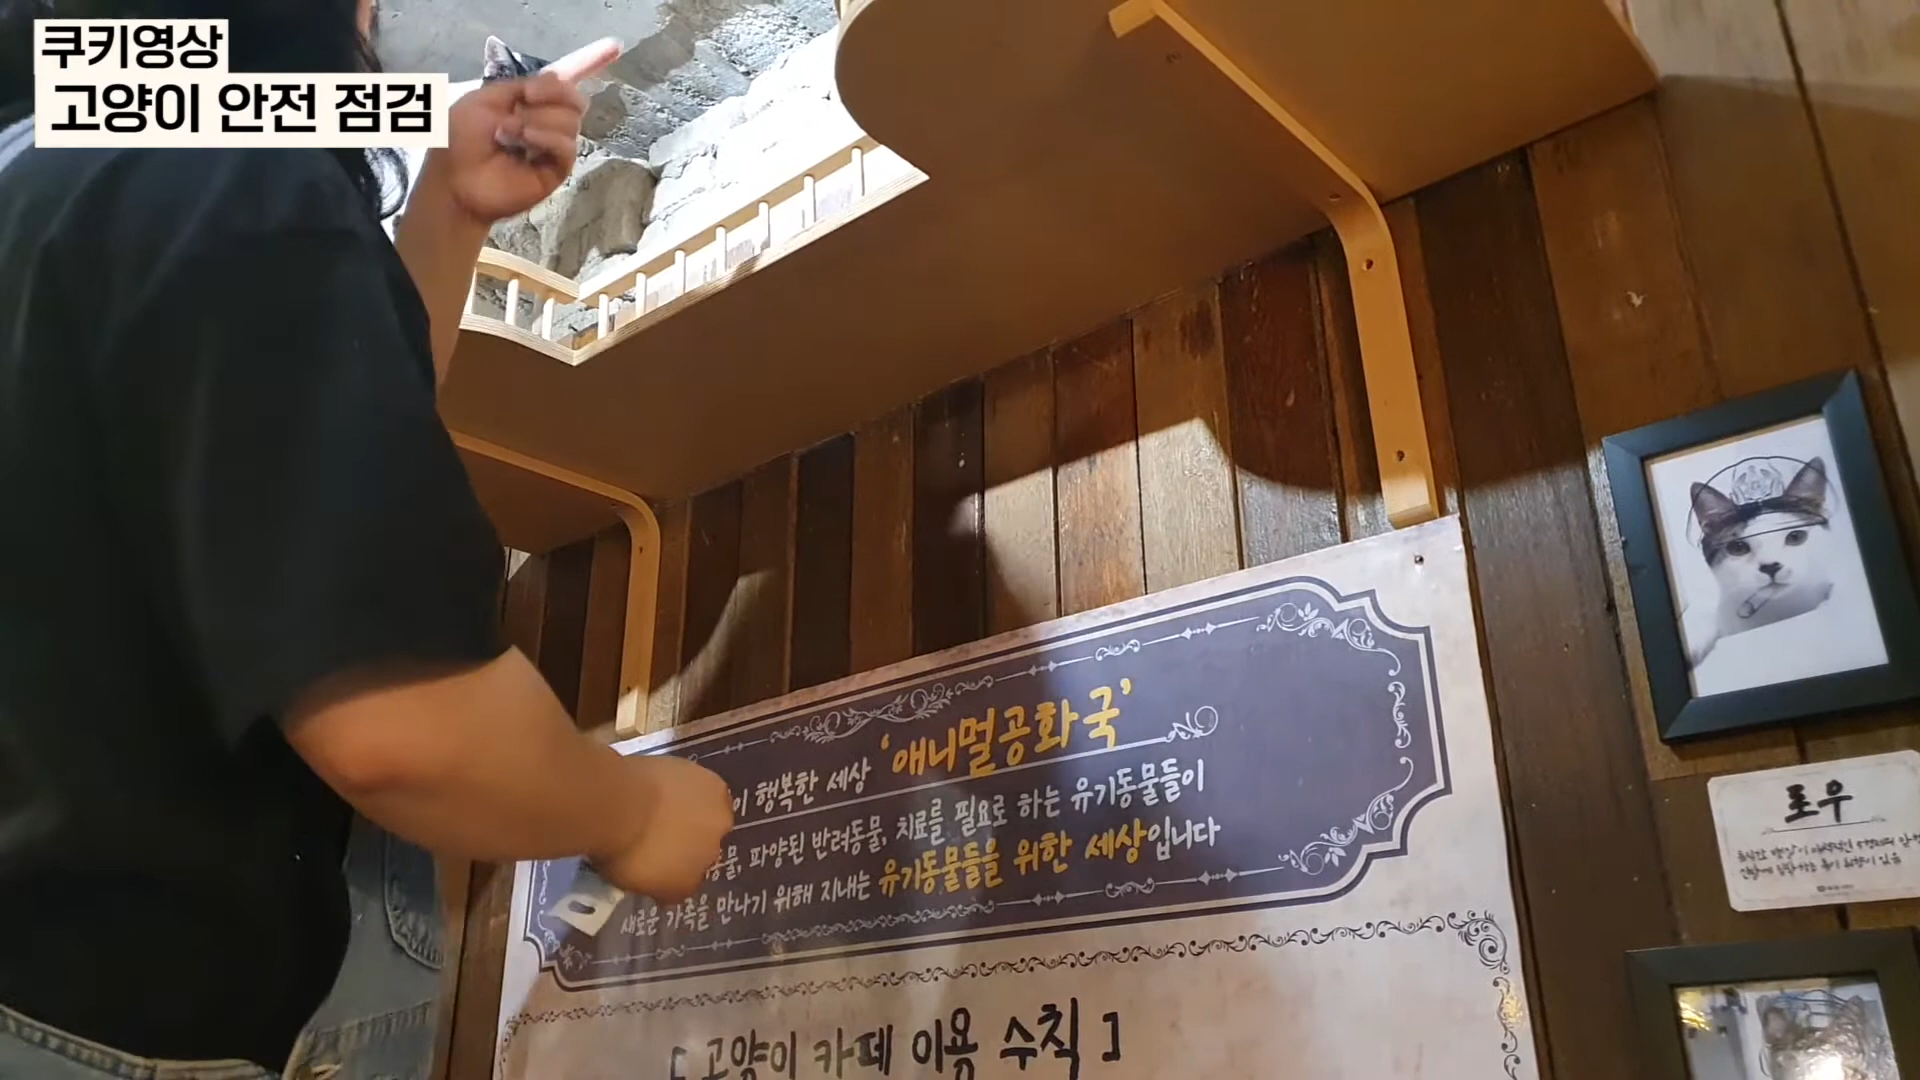 쿠키영상
고양이 안전 점검
이 행복한 세상 '애니멀공화국'
동물, 파양된 반려동물, 치료를 필요로 하는 유기동물들이
새로운 가족을 만나기 위해 지내는 유기동물들을 위한 세상입니다
[고양이 카페 이용 수칙]
로우